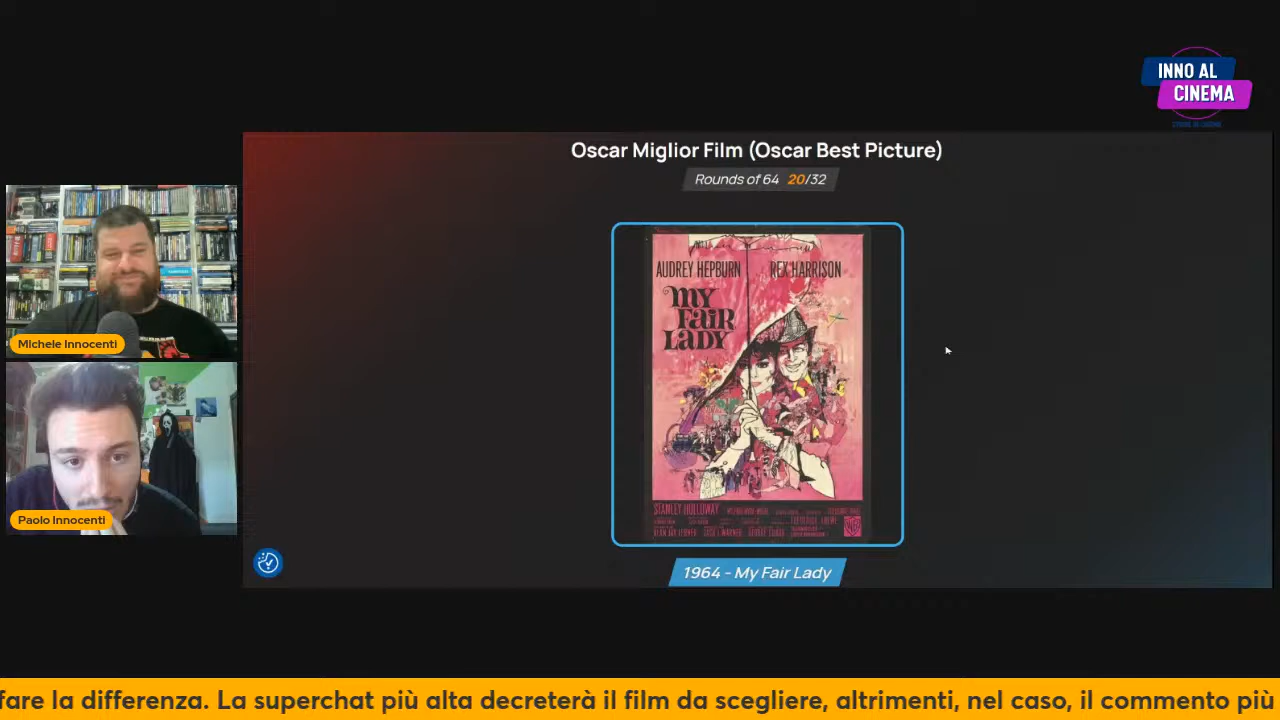 INNO AL
CINEMA
Oscar Miglior Film (Oscar Best Picture)
Rounds of 64 20/32
AUDREY HEPBURN REX HARRISON
my
FAIR
LADY
STANLEY HOLLOWAY
1964 - My Fair Lady
Michele Innocenti
Paolo Innocenti
fare la differenza. La superchat più alta decreterà il film da scegliere, altrimenti, nel caso, il commento più